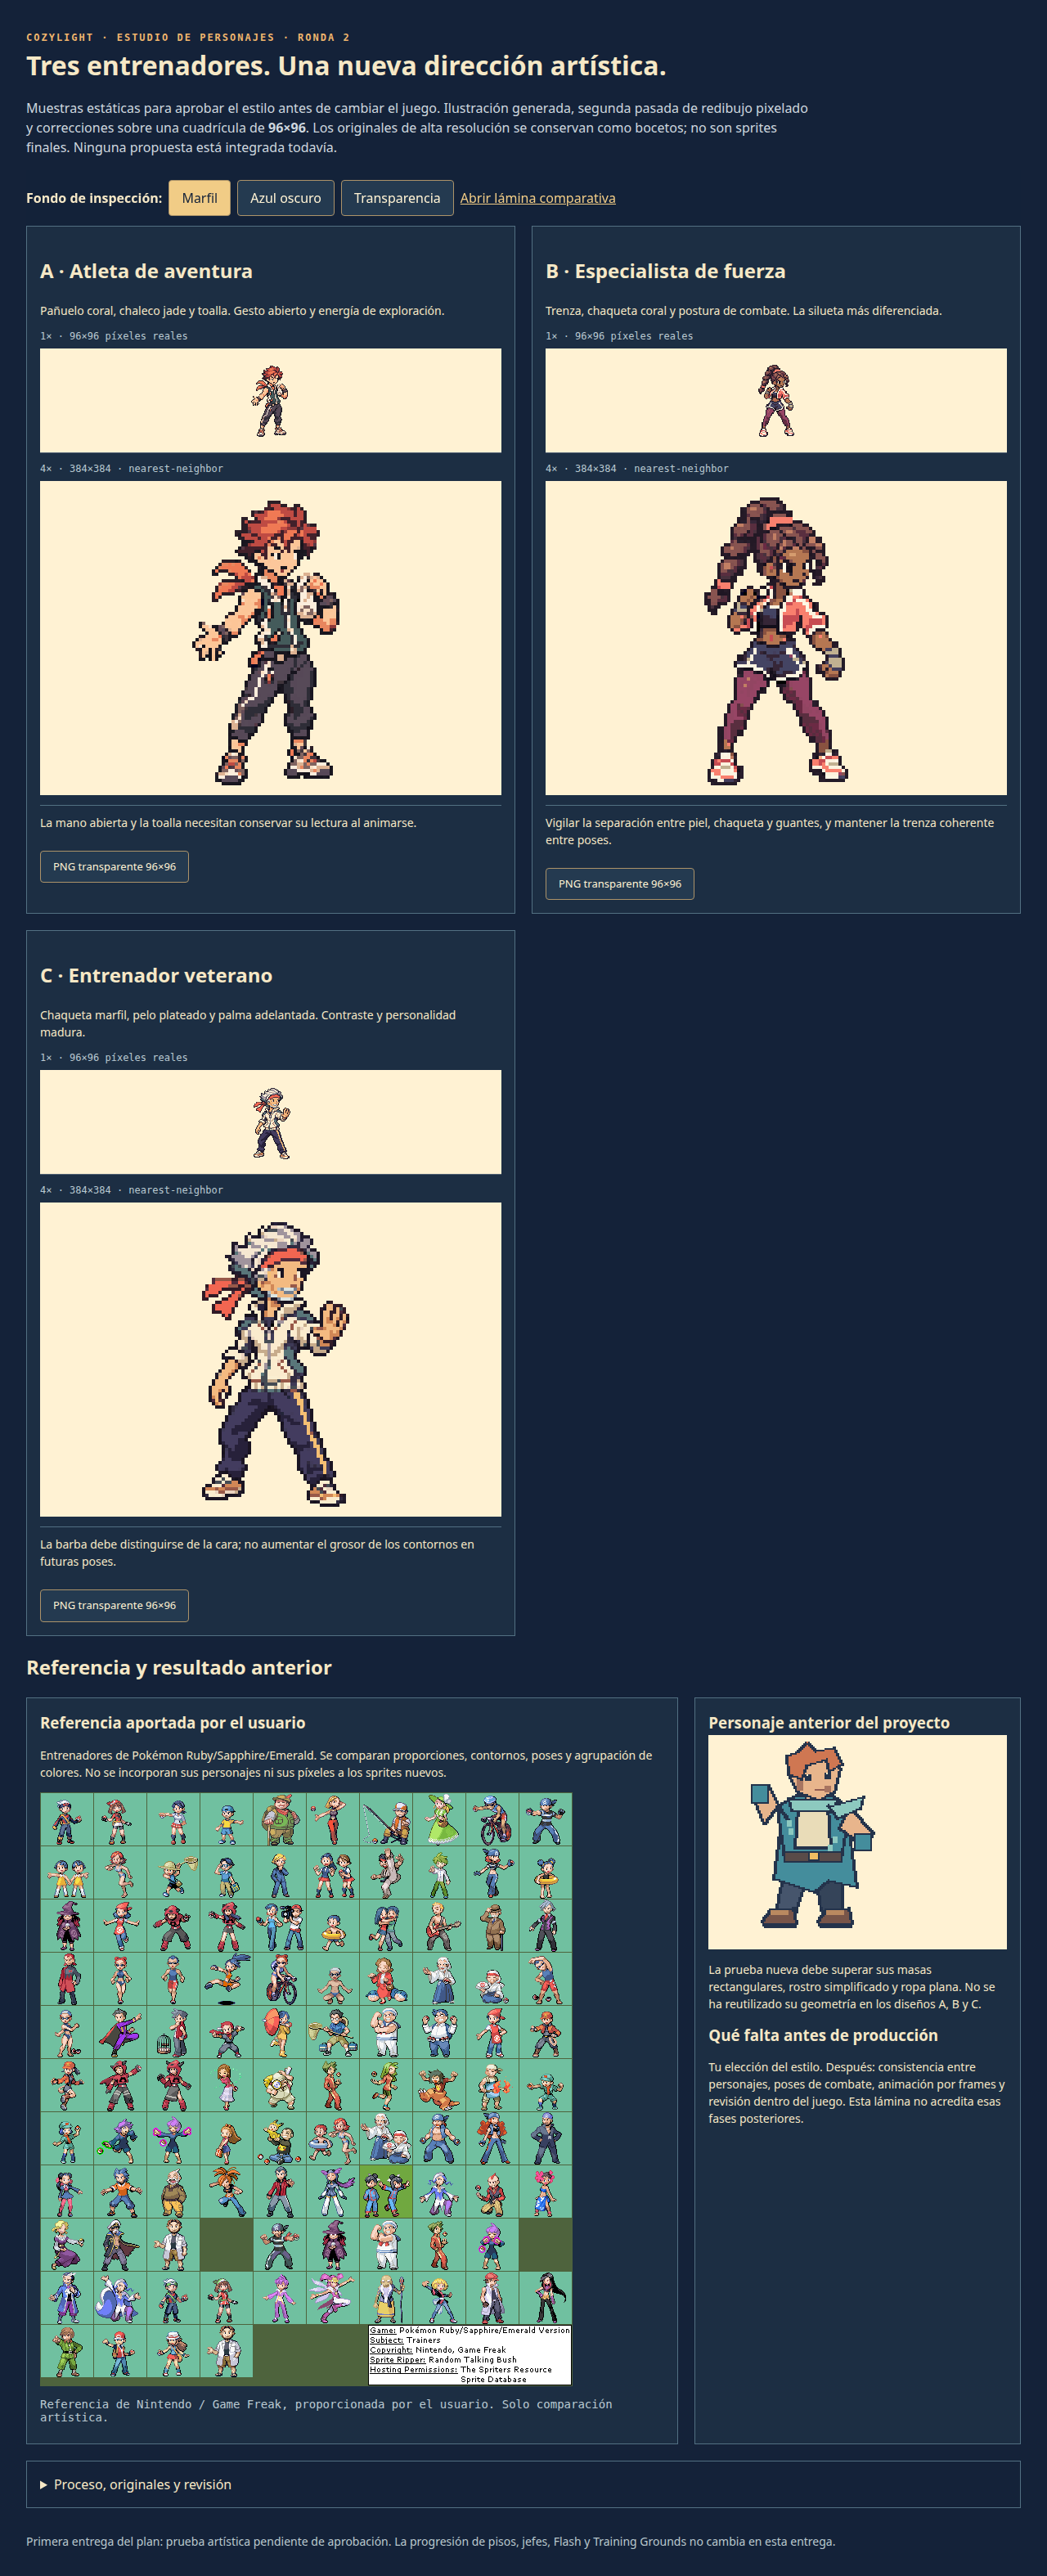 COZYLIGHT · ESTUDIO DE PERSONAJES · RONDA 2
Tres entrenadores. Una nueva dirección artística.
Muestras estáticas para aprobar el estilo antes de cambiar el juego. Ilustración generada, segunda pasada de redibujo pixelado
y correcciones sobre una cuadrícula de 96×96. Los originales de alta resolución se conservan como bocetos; no son sprites
finales. Ninguna propuesta está integrada todavía.
Fondo de inspección: Marfil Azul oscuro Transparencia Abrir lámina comparativa
A · Atleta de aventura
Pañuelo coral, chaleco jade y toalla. Gesto abierto y energía de exploración.
1× · 96×96 píxeles reales
4× · 384×384 · nearest-neighbor
La mano abierta y la toalla necesitan conservar su lectura al animarse.
PNG transparente 96×96
B · Especialista de fuerza
Trenza, chaqueta coral y postura de combate. La silueta más diferenciada.
1× · 96×96 píxeles reales
4× · 384×384 · nearest-neighbor
Vigilar la separación entre piel, chaqueta y guantes, y mantener la trenza coherente
entre poses.
PNG transparente 96×96
C · Entrenador veterano
Chaqueta marfil, pelo plateado y palma adelantada. Contraste y personalidad
madura.
1× · 96×96 píxeles reales
4× · 384×384 · nearest-neighbor
La barba debe distinguirse de la cara; no aumentar el grosor de los contornos en
futuras poses.
PNG transparente 96×96
Referencia y resultado anterior
Referencia aportada por el usuario
Entrenadores de Pokémon Ruby/Sapphire/Emerald. Se comparan proporciones, contornos, poses y agrupación de
colores. No se incorporan sus personajes ni sus píxeles a los sprites nuevos.
Game: Pokémon Ruby/Sapphire/Emerald Version
Subject: Trainers
Copyright: Nintendo, Game Freak
Sprite Ripper: Random Talking Bush
Hosting Permissions: The Spriters Resource
Sprite Database
Referencia de Nintendo / Game Freak, proporcionada por el usuario. Solo comparación
artística.
Personaje anterior del proyecto
La prueba nueva debe superar sus masas
rectangulares, rostro simplificado y ropa plana. No se
ha reutilizado su geometría en los diseños A, B y C.
Qué falta antes de producción
Tu elección del estilo. Después: consistencia entre
personajes, poses de combate, animación por frames y
revisión dentro del juego. Esta lámina no acredita esas
fases posteriores.
Proceso, originales y revisión
Primera entrega del plan: prueba artística pendiente de aprobación. La progresión de pisos, jefes, Flash y Training Grounds no cambia en esta entrega.